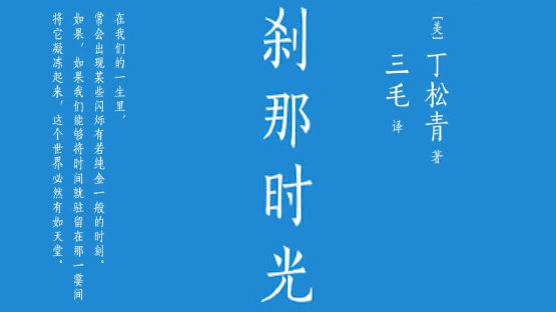 [美]丁松青 著
三毛 译
刹那时光
在我们的一生里，
常会出现某些闪烁有若纯金一般的时刻。
如果，如果我们能够将时间就驻留在那一霎间
将它凝冻起来，这个世界必然有如天堂。